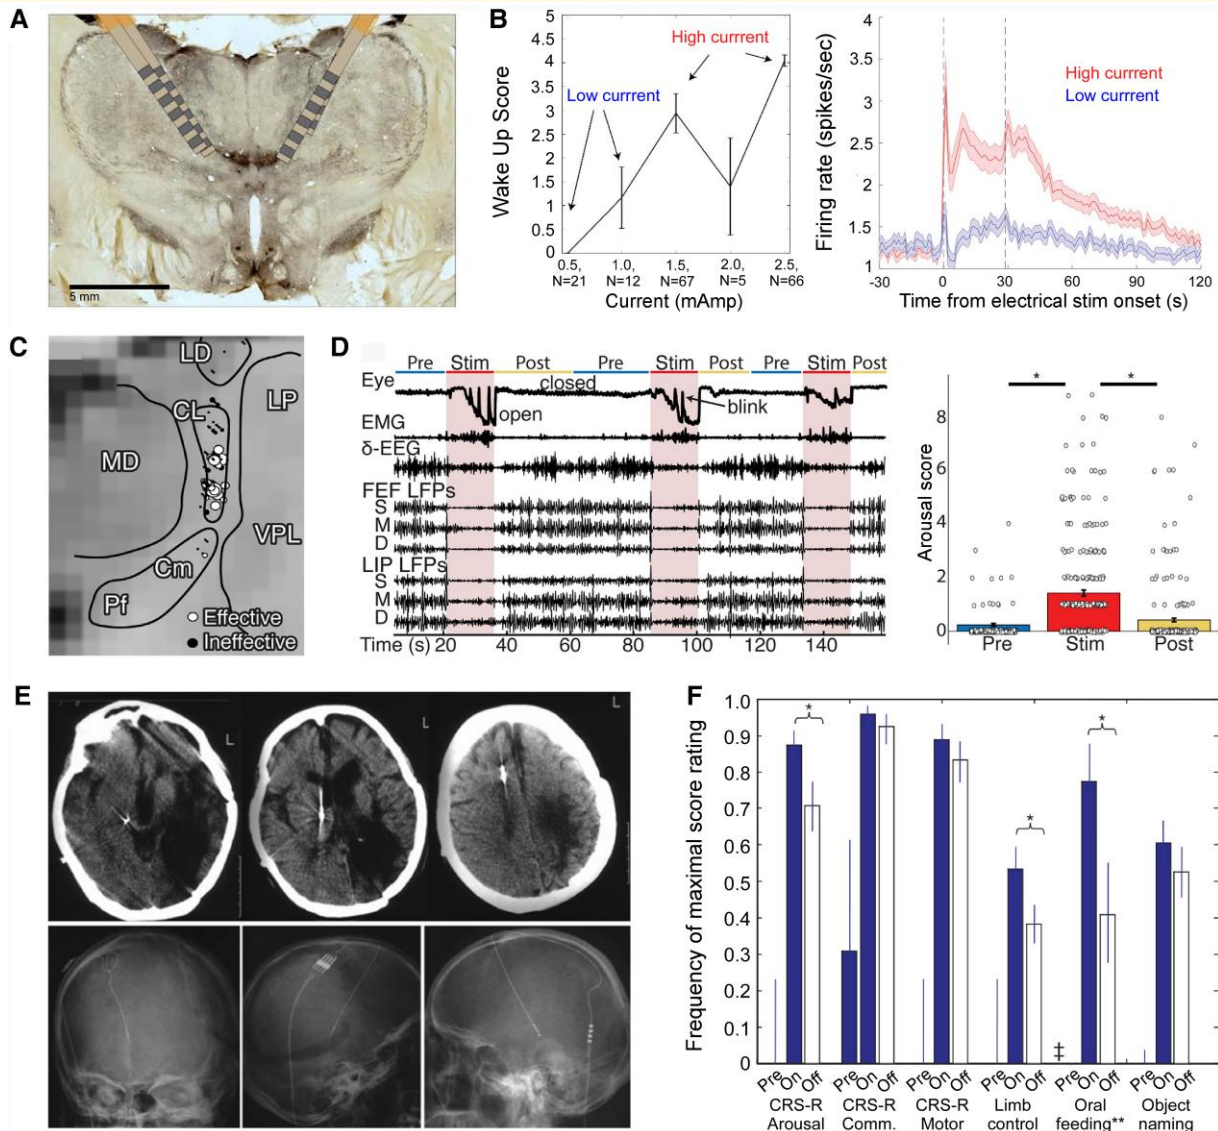 A
5 mm
B
Wake Up Score
5
4.5
4
3.5
3
2.5
2
1.5
1
0.5
0
High currrent
Low currrent
0.5, 1.0, 1.5, 2.0, 2.5,
N=21 N=12 N=67 N=5 N=66
Current (mAmp)
Firing rate (spikes/sec)
4
3.5
3
2.5
2
1.5
1
High currrent
Low currrent
-30 0 30 60 90 120
Time from electrical stim onset (s)
C
LD
CL
LP
MD
VPL
Cm
Pf
Effective
Ineffective
D
Pre Stim Post Pre Stim Post Pre Stim Post
Eye
closed
open
blink
EMG
δ-EEG
FEF LFPs
S
M
D
LIP LFPs
S
M
D
Time (s) 20 40 60 80 100 120 140
Arousal score
8
6
4
2
0
* *
Pre Stim Post
E
L L L
F
Frequency of maximal score rating
1.0
0.9
0.8
0.7
0.6
0.5
0.4
0.3
0.2
0.1
0
* * *
‡
Pre On Off Pre On Off Pre On Off Pre On Off Pre On Off Pre On Off
CRS-R CRS-R CRS-R Limb Oral Object
Arousal Comm. Motor control feeding** naming